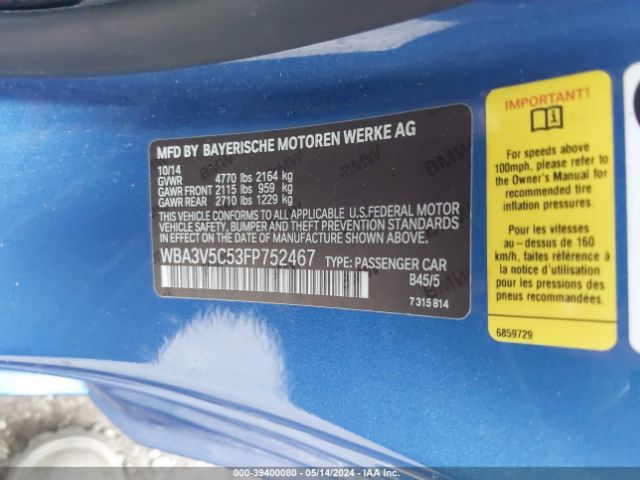 MFD BY BAYERISCHE MOTOREN WERKE AG
10/14
GVWR 4770 lbs 2164 kg
GAWR FRONT 2115 lbs 959 kg
GAWR REAR 2710 lbs 1229 kg
THIS VEHICLE CONFORMS TO ALL APPLICABLE U.S.FEDERAL MOTOR
VEHICLE SAFETY, BUMPER AND THEFT PREVENTION STANDARDS
IN EFFECT ON THE DATE OF MANUFACTURE SHOWN ABOVE.
WBA3V5C53FP752467 TYPE: PASSENGER CAR
B45/5
7 315 814
IMPORTANT!
For speeds above
100mph, please refer to
the Owner's Manual for
recommended tire
inflation pressures.
Pour les vitesses
au-dessus de 160
km/h, faites référence à
la notice d'utilisation
pour les pressions des
pneus recommandées.
6859729
000-39400080 - 05/14/2024 - IAA Inc.